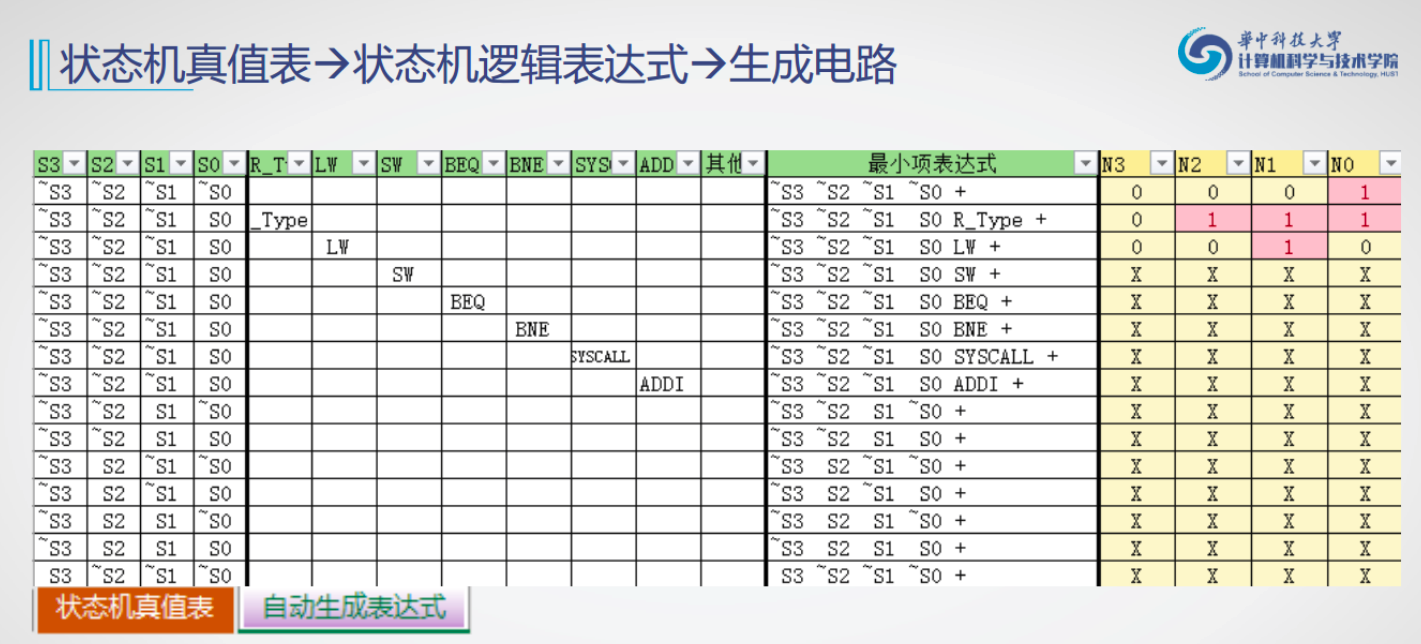 状态机真值表→状态机逻辑表达式→生成电路
華中科技大学
计算机科学与技术学院
School of Computer Science & Technology, HUST
S3 S2 S1 S0 R_T LW SW BEQ BNE SYS ADD 其他 最小项表达式 N3 N2 N1 N0
~S3 ~S2 ~S1 ~S0 ~S3 ~S2 ~S1 ~S0 + 0 0 0 1
~S3 ~S2 ~S1 S0 _Type ~S3 ~S2 ~S1 S0 R_Type + 0 1 1 1
~S3 ~S2 ~S1 S0 LW ~S3 ~S2 ~S1 S0 LW + 0 0 1 0
~S3 ~S2 ~S1 S0 SW ~S3 ~S2 ~S1 S0 SW + X X X X
~S3 ~S2 ~S1 S0 BEQ ~S3 ~S2 ~S1 S0 BEQ + X X X X
~S3 ~S2 ~S1 S0 BNE ~S3 ~S2 ~S1 S0 BNE + X X X X
~S3 ~S2 ~S1 S0 SYSCALL ~S3 ~S2 ~S1 S0 SYSCALL + X X X X
~S3 ~S2 ~S1 S0 ADDI ~S3 ~S2 ~S1 S0 ADDI + X X X X
~S3 ~S2 S1 ~S0 ~S3 ~S2 S1 ~S0 + X X X X
~S3 ~S2 S1 S0 ~S3 ~S2 S1 S0 + X X X X
~S3 S2 ~S1 ~S0 ~S3 S2 ~S1 ~S0 + X X X X
~S3 S2 ~S1 S0 ~S3 S2 ~S1 S0 + X X X X
~S3 S2 S1 ~S0 ~S3 S2 S1 ~S0 + X X X X
~S3 S2 S1 S0 ~S3 S2 S1 S0 + X X X X
S3 ~S2 ~S1 ~S0 S3 ~S2 ~S1 ~S0 + X X X X
状态机真值表 自动生成表达式